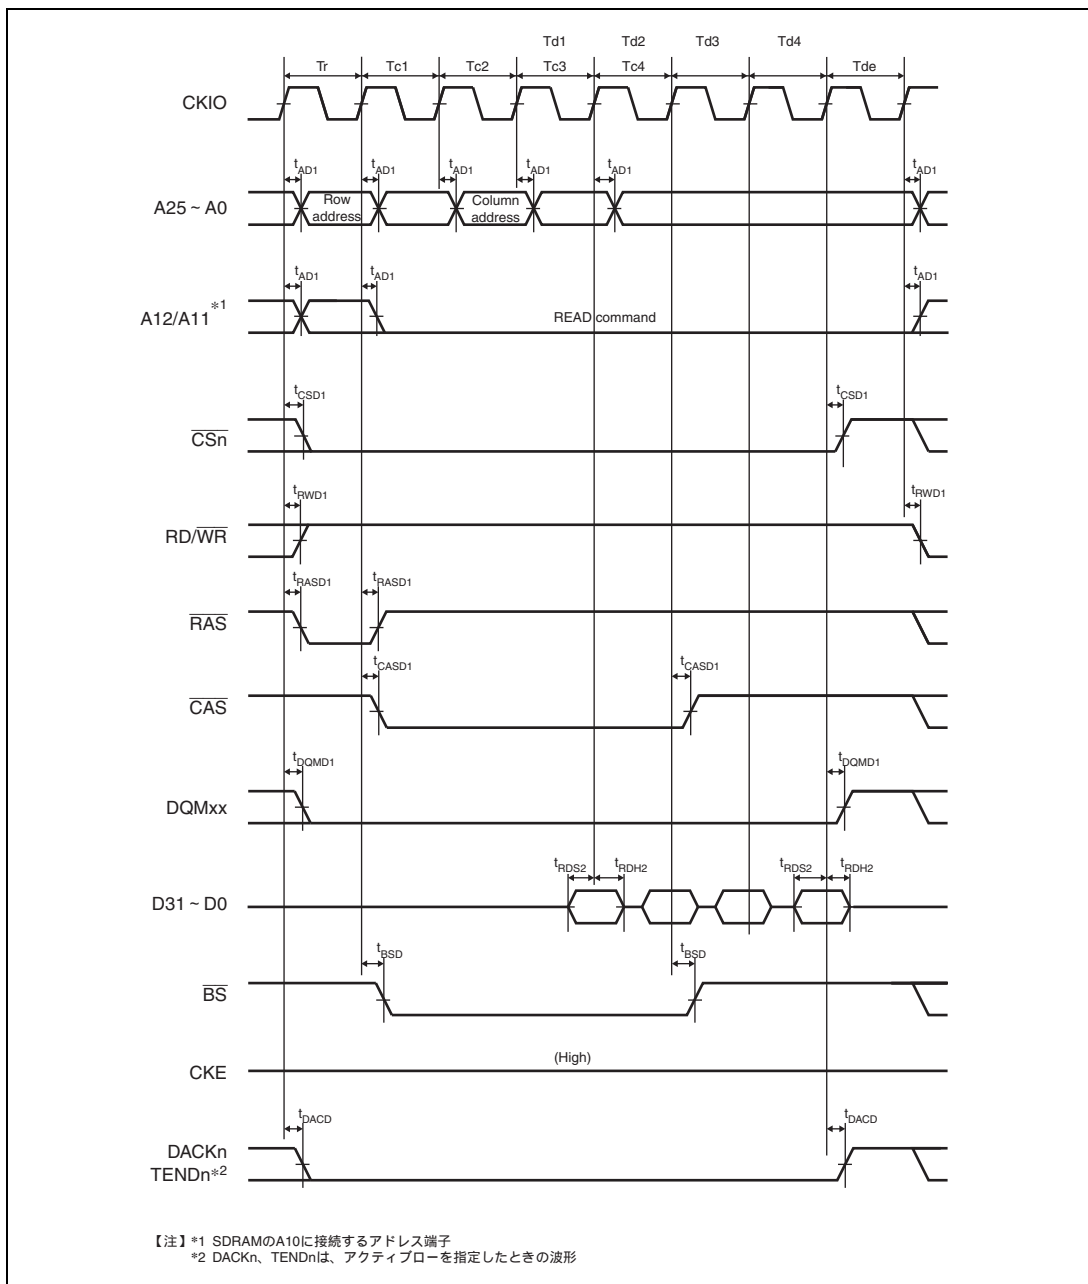 Td1 Td2 Td3 Td4
Tr Tc1 Tc2 Tc3 Tc4 Tde
CKIO
tAD1 tAD1 tAD1 tAD1 tAD1 tAD1
A25 ~ A0
Row address
Column address
tAD1 tAD1 tAD1
A12/A11*1
READ command
tCSD1 tCSD1
CSn
tRWD1 tRWD1
RD/WR
tRASD1 tRASD1
RAS
tCASD1 tCASD1
CAS
tDQMD1 tDQMD1
DQMxx
tRDS2 tRDH2 tRDS2 tRDH2
D31 ~ D0
tBSD tBSD
BS
(High)
CKE
tDACD tDACD
DACKn
TENDn*2
【注】*1 SDRAMのA10に接続するアドレス端子
*2 DACKn、TENDnは、アクティブローを指定したときの波形